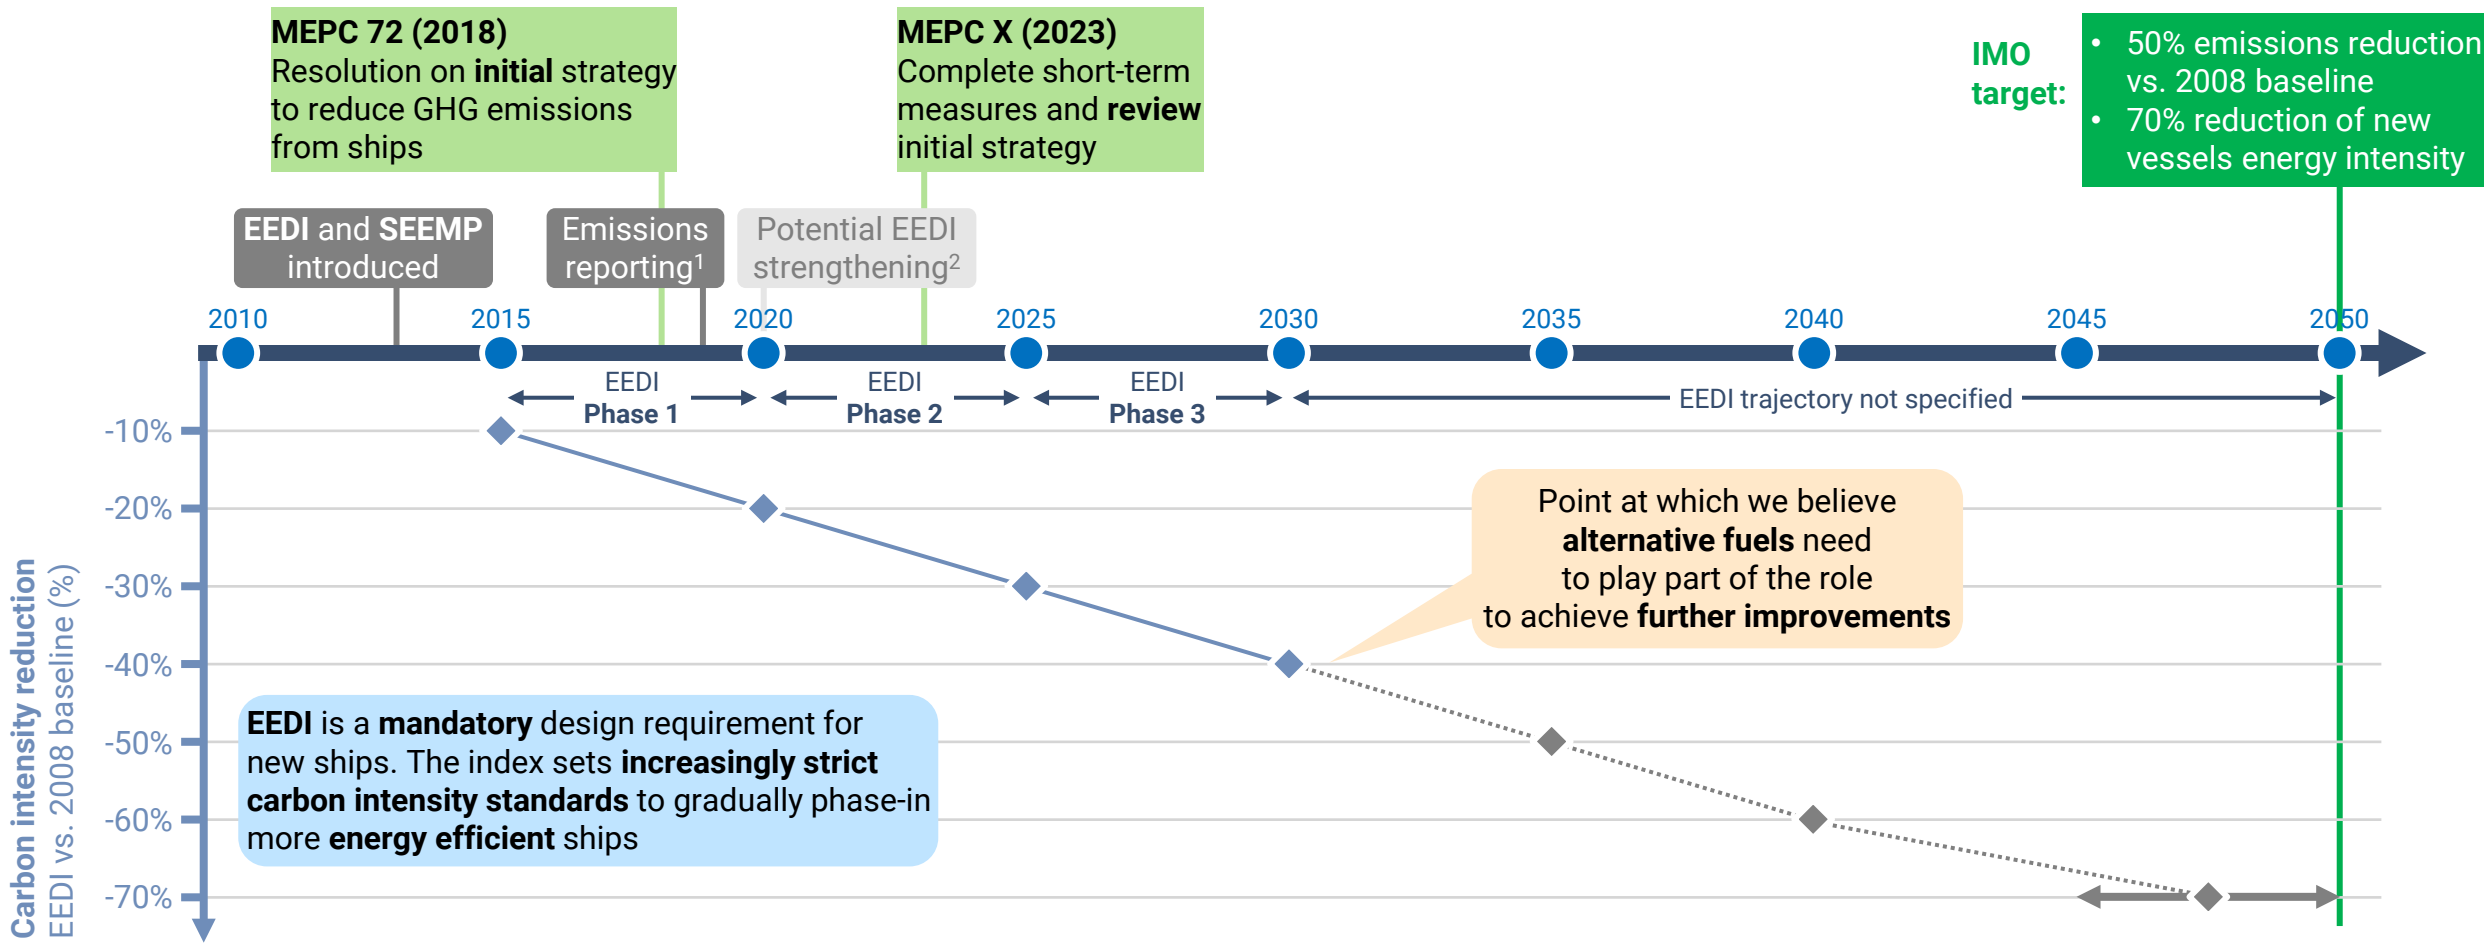 MEPC 72 (2018)
Resolution on initial strategy
to reduce GHG emissions
from ships
MEPC X (2023)
Complete short-term
measures and review
initial strategy
IMO
target:
• 50% emissions reduction
vs. 2008 baseline
• 70% reduction of new
vessels energy intensity
EEDI and SEEMP
introduced
Emissions
reporting¹
Potential EEDI
strengthening²
2010
2015
2020
2025
2030
2035
2040
2045
2050
EEDI
Phase 1
EEDI
Phase 2
EEDI
Phase 3
EEDI trajectory not specified
-10%
-20%
-30%
-40%
-50%
-60%
-70%
Carbon intensity reduction
EEDI vs. 2008 baseline (%)
Point at which we believe
alternative fuels need
to play part of the role
to achieve further improvements
EEDI is a mandatory design requirement for
new ships. The index sets increasingly strict
carbon intensity standards to gradually phase-in
more energy efficient ships